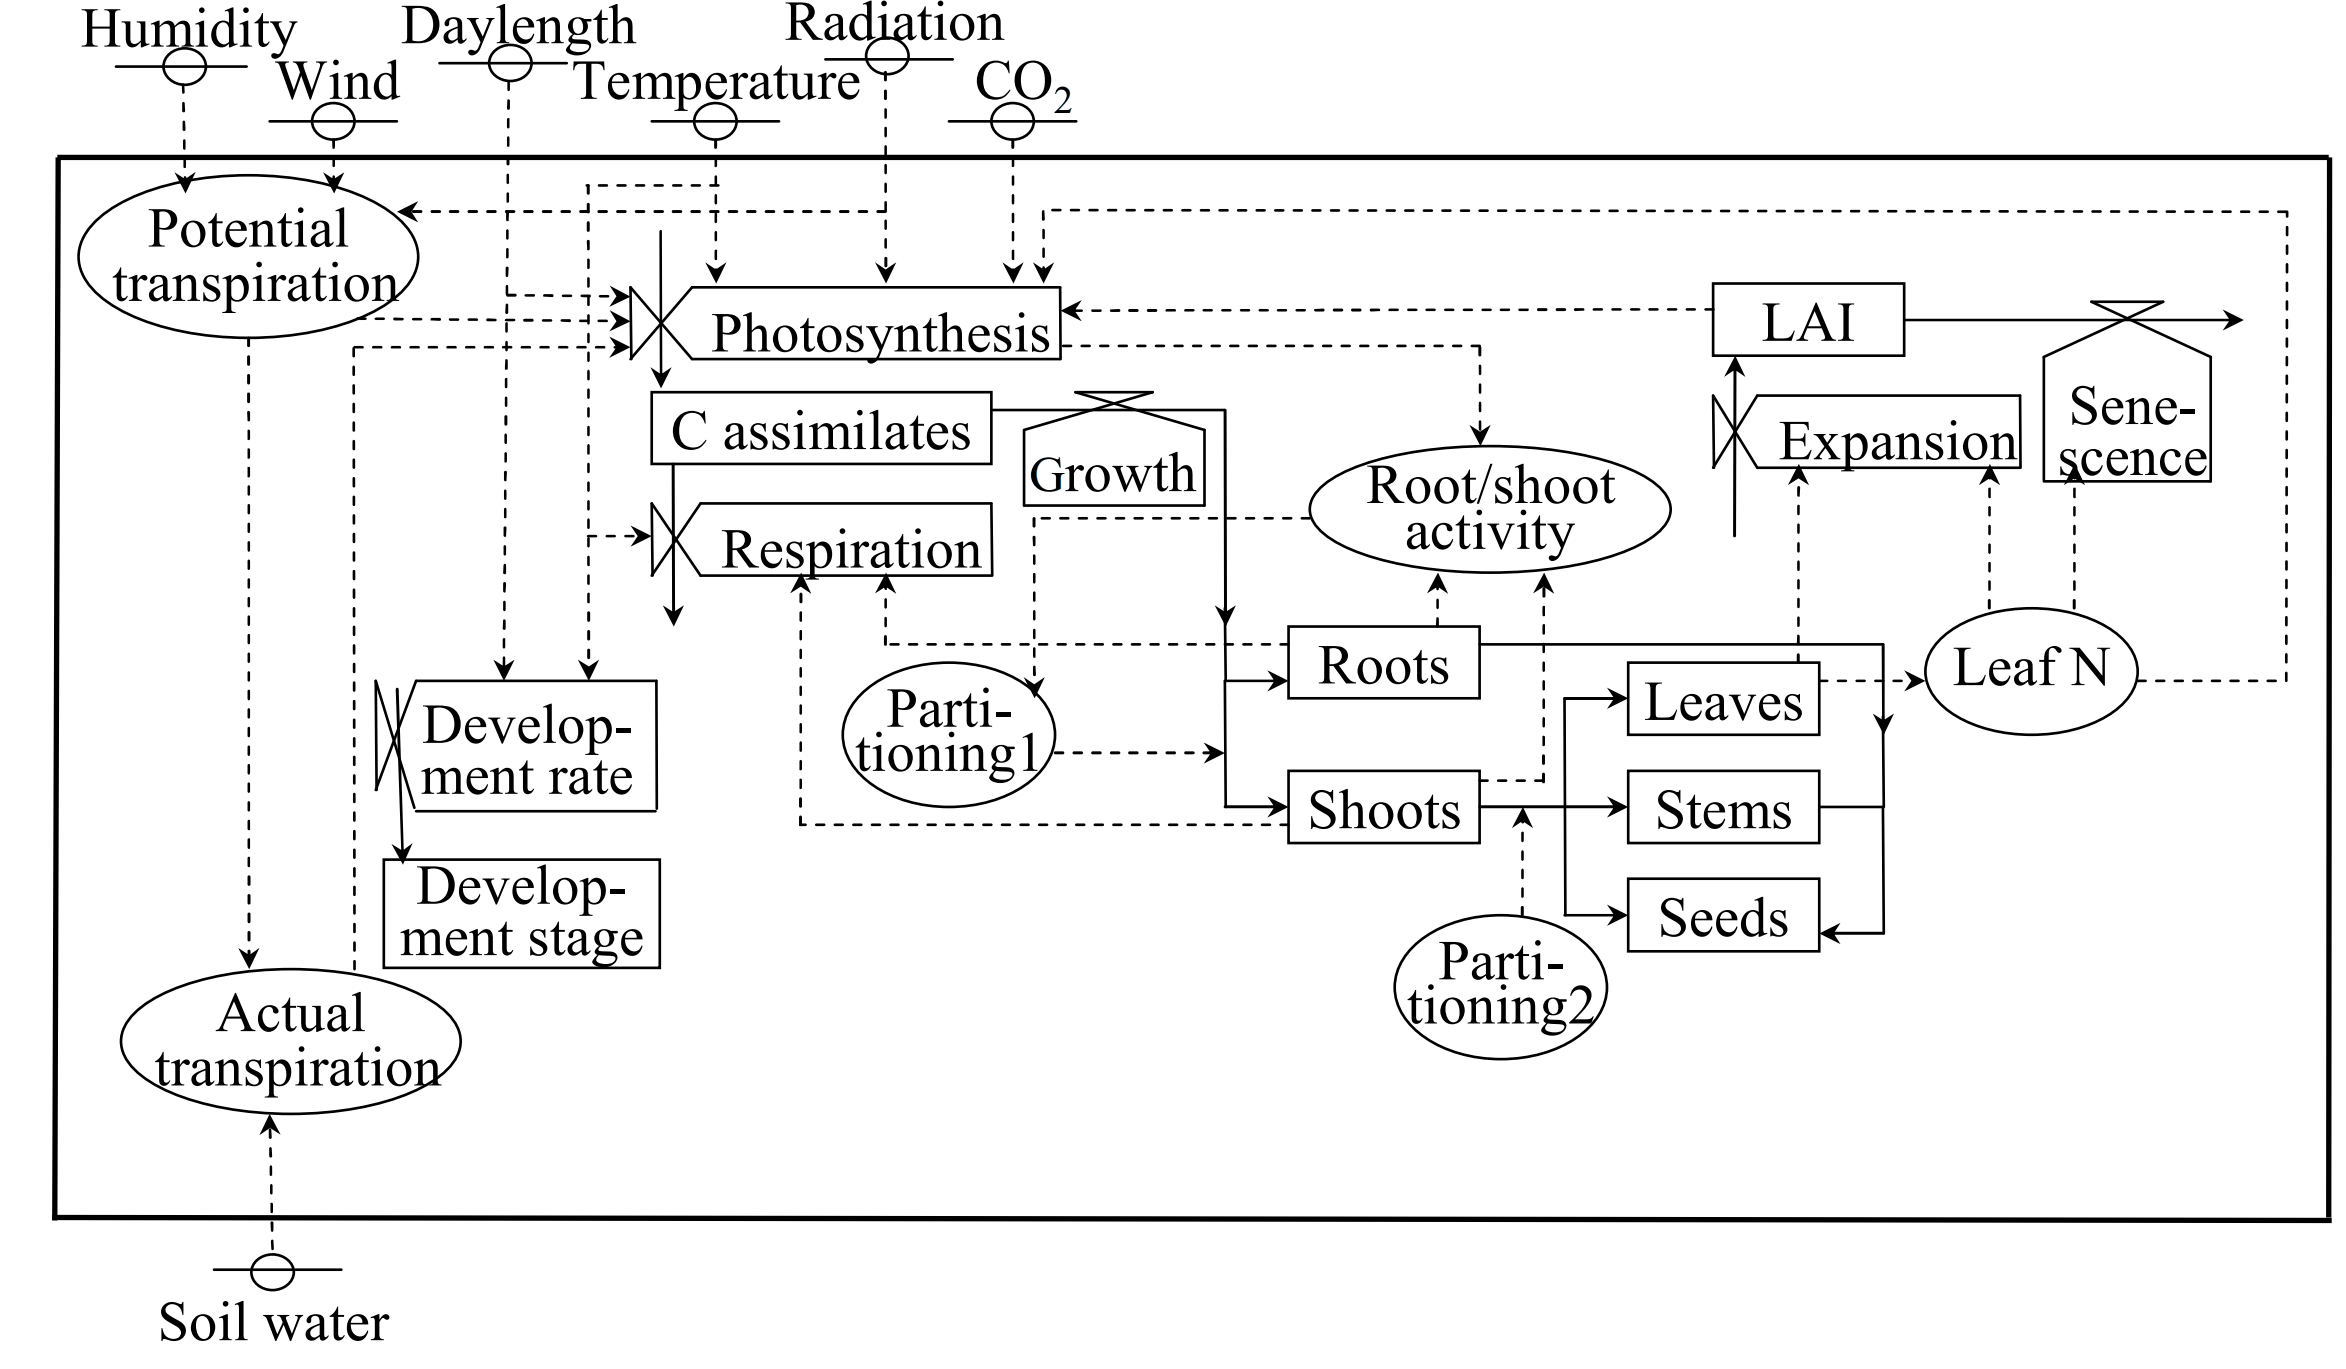 Humidity
Daylength
Radiation
Wind
Temperature
CO₂
Potential
transpiration
Photosynthesis
LAI
C assimilates
Growth
Expansion
Sene-
scence
Root/shoot
activity
Respiration
Roots
Leaves
Leaf N
Develop-
ment rate
Parti-
tioning1
Shoots
Stems
Develop-
ment stage
Seeds
Parti-
tioning2
Actual
transpiration
Soil water